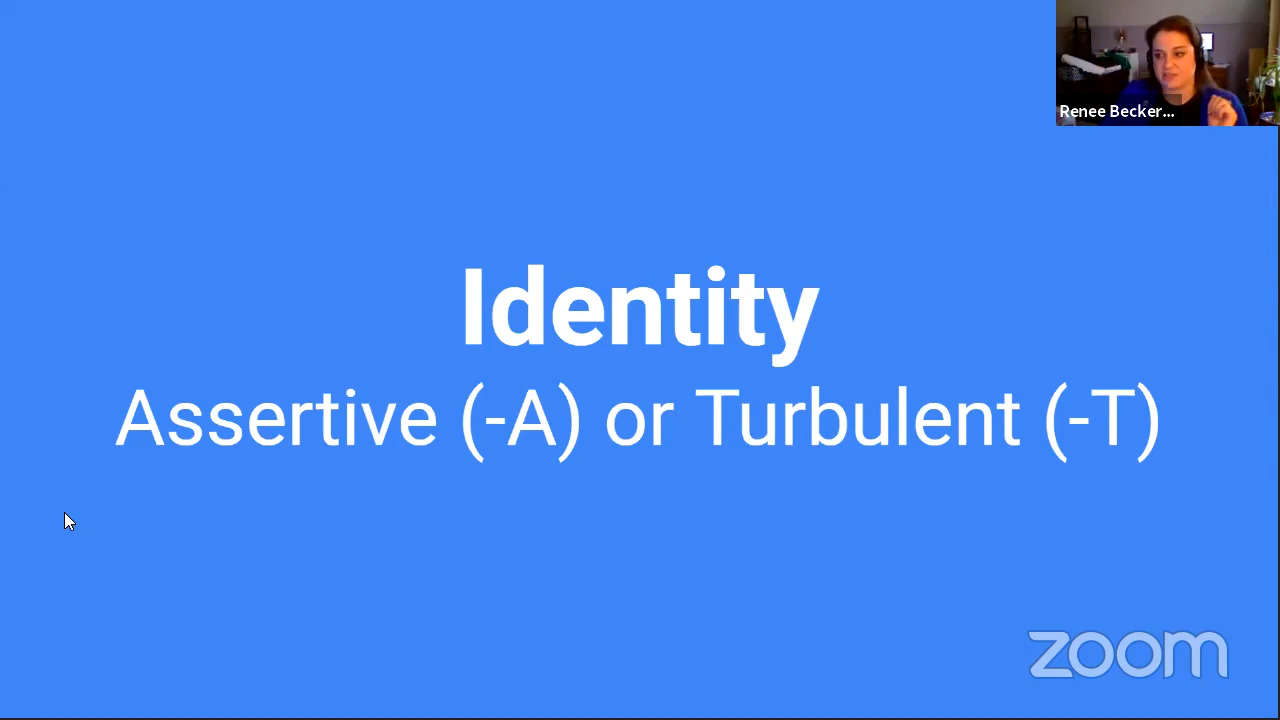 Renee Becker...
Identity
Assertive (-A) or Turbulent (-T)
zoom